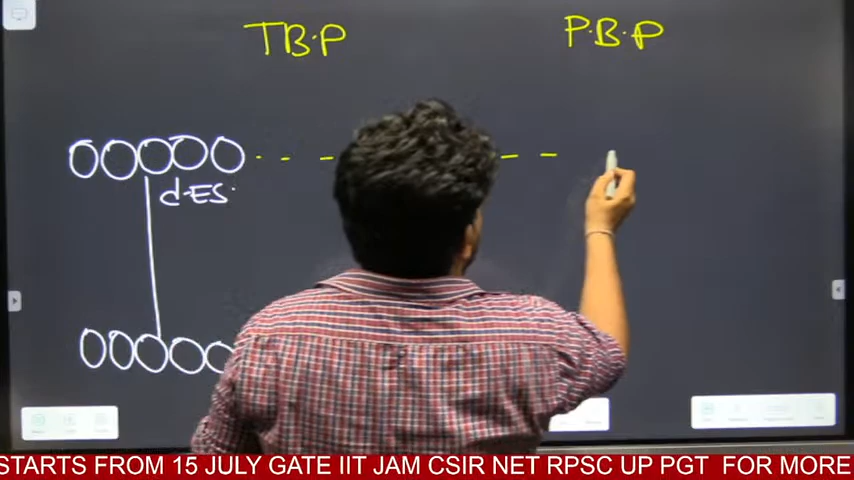 TB.P
P.B.P
d.ES.
STARTS FROM 15 JULY GATE IIT JAM CSIR NET RPSC UP PGT FOR MORE